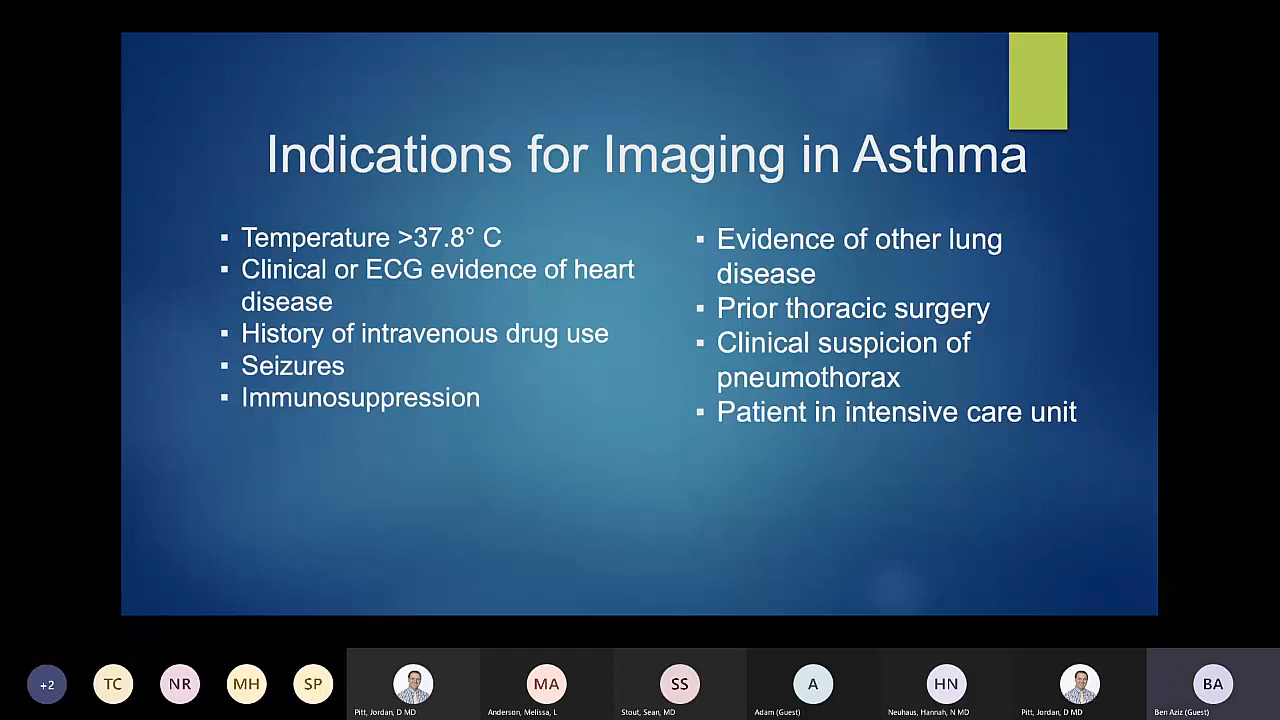 Indications for Imaging in Asthma
▪ Temperature >37.8° C
▪ Clinical or ECG evidence of heart
disease
▪ History of intravenous drug use
▪ Seizures
▪ Immunosuppression
▪ Evidence of other lung
disease
▪ Prior thoracic surgery
▪ Clinical suspicion of
pneumothorax
▪ Patient in intensive care unit
+2
TC
NR
MH
SP
Pitt, Jordan, D MD
MA
Anderson, Melissa, L
SS
Stout, Sean, MD
A
Adam (Guest)
HN
Neuhaus, Hannah, N MD
Pitt, Jordan, D MD
BA
Ben Aziz (Guest)